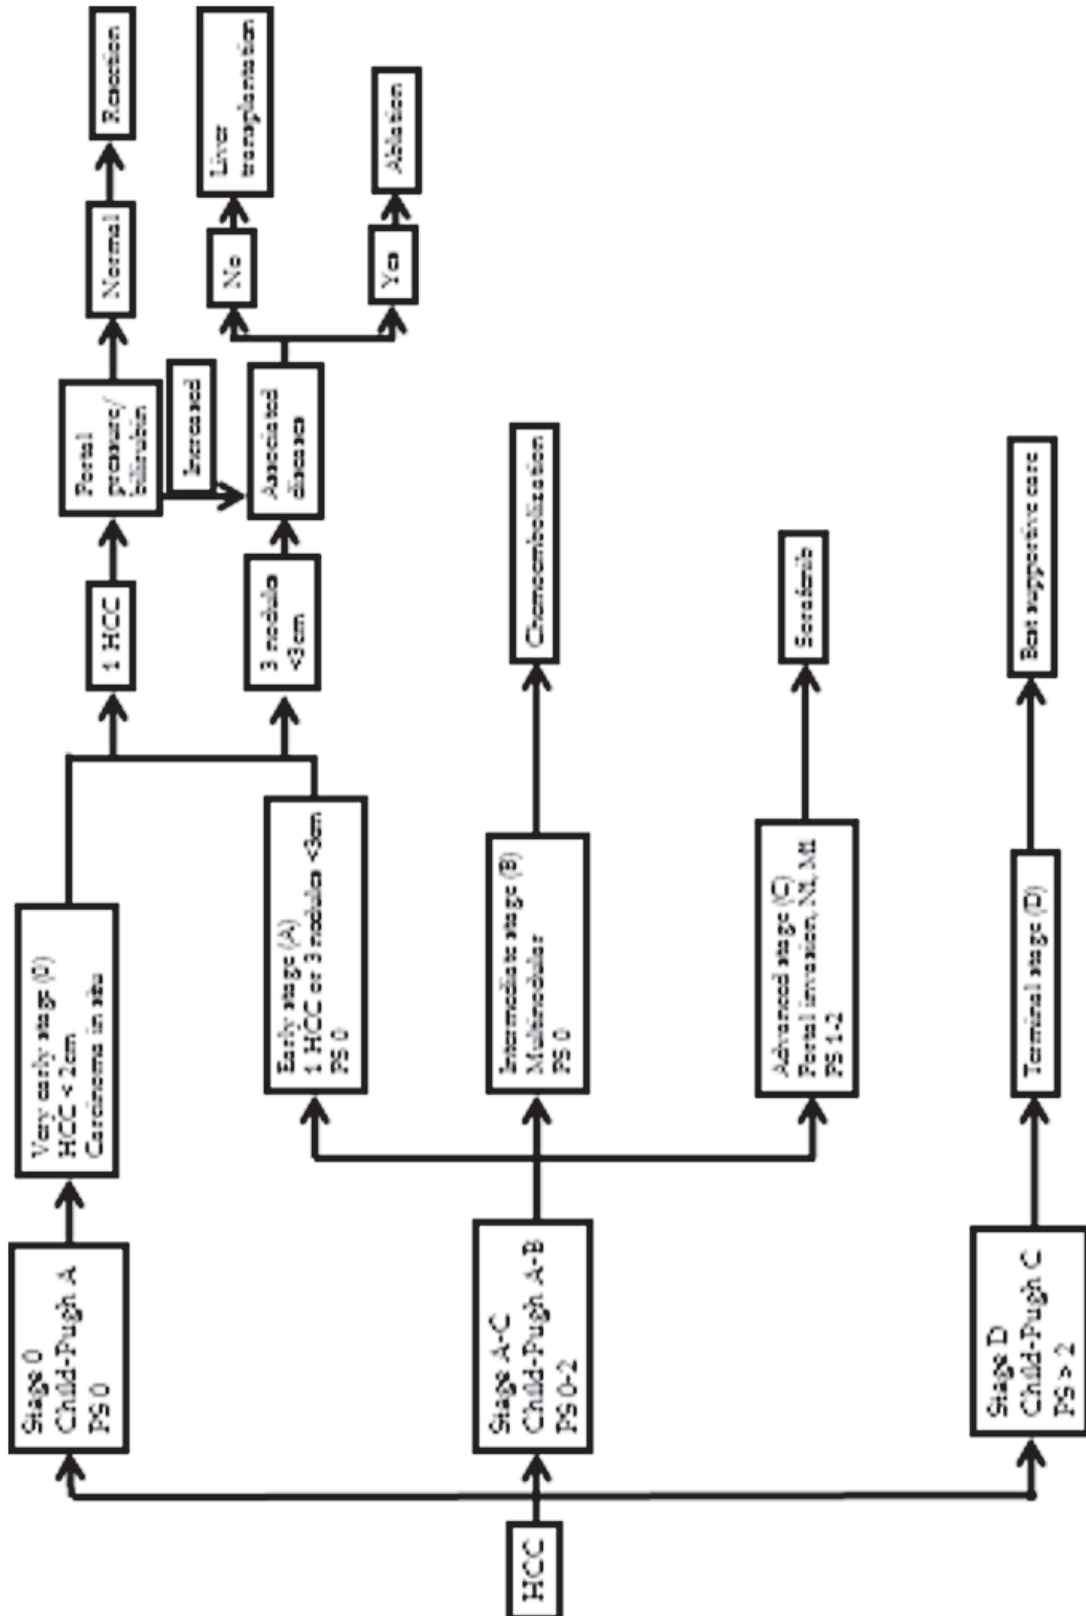 HCC
Stage 0
Child-Pugh A
PS 0
Stage A-C
Child-Pugh A-B
PS 0-2
Stage D
Child-Pugh C
PS > 2
Very early stage (0)
HCC < 2cm
Carcinoma in situ
Early stage (A)
1 HCC or 3 nodules <3cm
PS 0
Intermediate stage (B)
Multinodular
PS 0
Advanced stage (C)
Portal invasion, N1, M1
PS 1-2
Terminal stage (D)
1 HCC
3 nodules
<3cm
Portal
pressure/
bilirubin
Increased
Associated
diseases
Normal
No
Yes
Resection
Liver
transplantation
Ablation
Chemoembolization
Sorafenib
Best supportive care